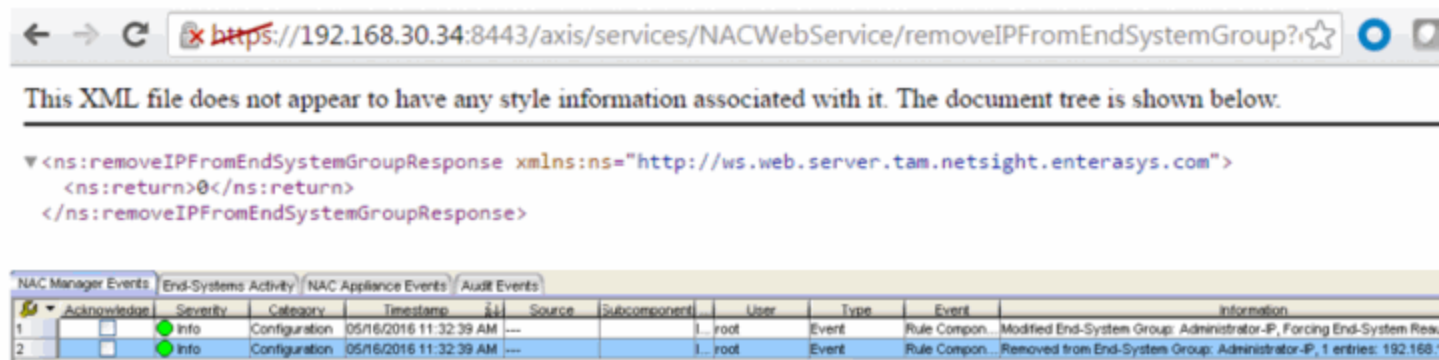 https://192.168.30.34:8443/axis/services/NACWebService/removeIPFromEndSystemGroup?
This XML file does not appear to have any style information associated with it. The document tree is shown below.
▼<ns:removeIPFromEndSystemGroupResponse xmlns:ns="http://ws.web.server.tam.netsight.enterasys.com">
<ns:return>0</ns:return>
</ns:removeIPFromEndSystemGroupResponse>
NAC Manager Events End-Systems Activity NAC Appliance Events Audit Events
Acknowledge Severity Category Timestamp Source Subcomponent ... User Type Event Information
1 Info Configuration 05/16/2016 11:32:39 AM --- I... root Event Rule Compon... Modified End-System Group: Administrator-IP, Forcing End-System
2 Info Configuration 05/16/2016 11:32:39 AM --- I... root Event Rule Compon... Removed from End-System Group: Administrator-IP, 1 entries: 192.168.